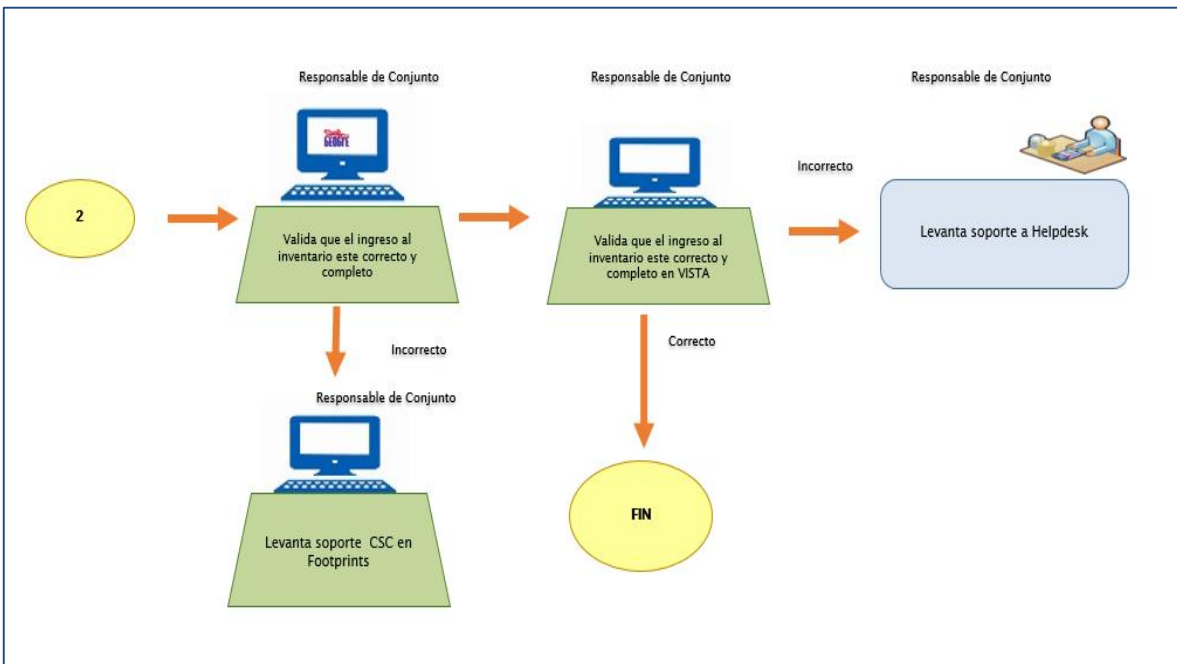 Responsable de Conjunto
Responsable de Conjunto
Responsable de Conjunto
Incorrecto
2
Valida que el ingreso al
inventario este correcto y
completo
Valida que el ingreso al
inventario este correcto y
completo en VISTA
Levanta soporte a Helpdesk
Incorrecto
Correcto
Responsable de Conjunto
Levanta soporte  CSC en
Footprints
FIN